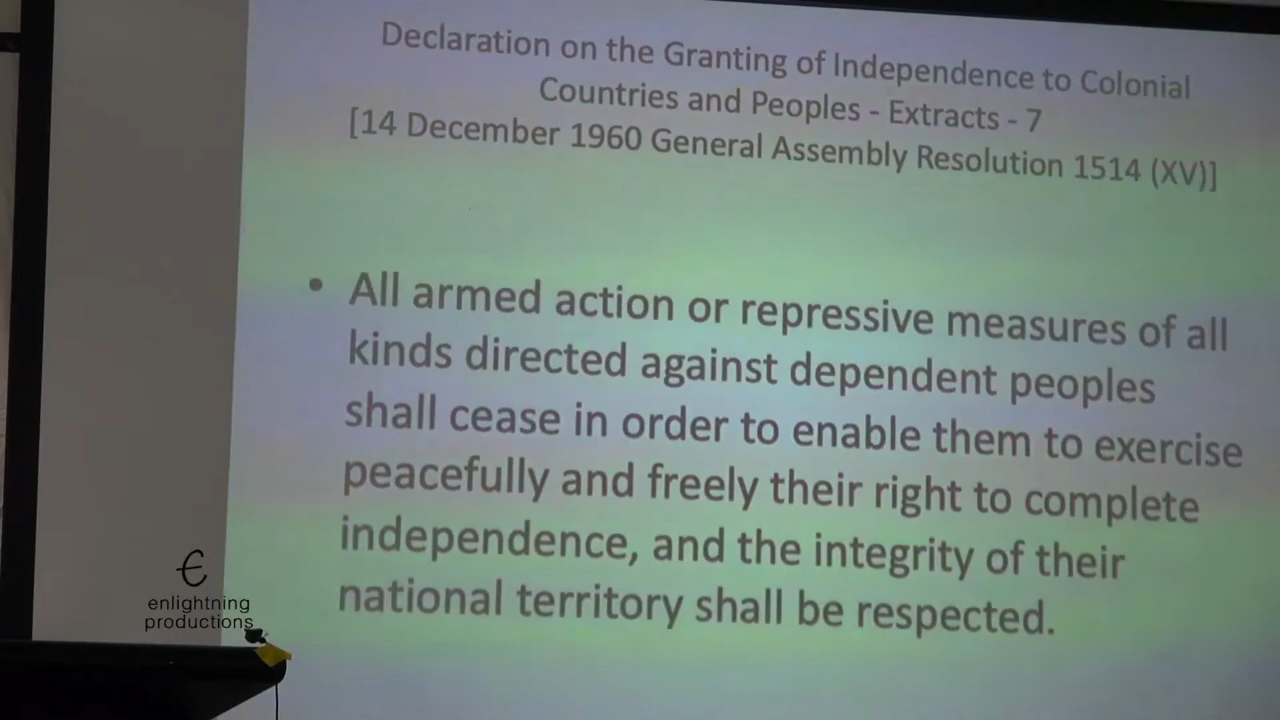 Declaration on the Granting of Independence to Colonial
Countries and Peoples - Extracts - 7
[14 December 1960 General Assembly Resolution 1514 (XV)]
• All armed action or repressive measures of all
kinds directed against dependent peoples
shall cease in order to enable them to exercise
peacefully and freely their right to complete
independence, and the integrity of their
national territory shall be respected.
€
enlightning
productions